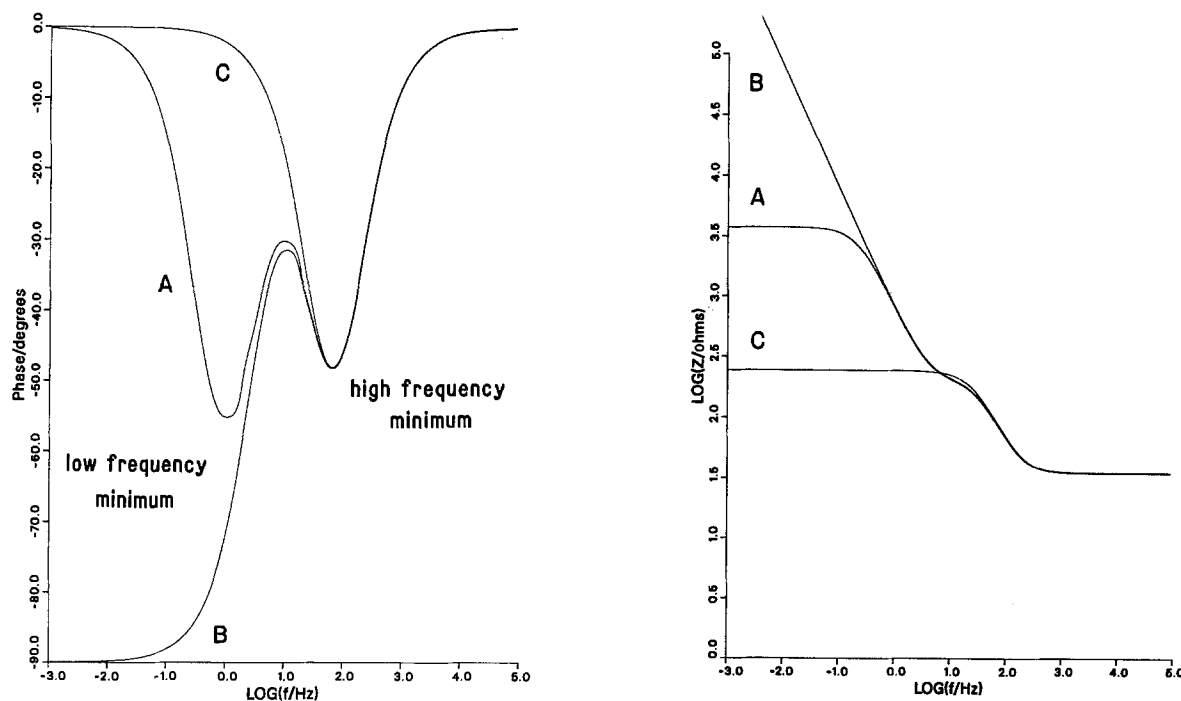 0.0
-10.0
-20.0
-30.0
-40.0
-50.0
-60.0
-70.0
-80.0
-90.0
Phase/degrees
C
A
B
low frequency
minimum
high frequency
minimum
-3.0 -2.0 -1.0 0.0 1.0 2.0 3.0 4.0 5.0
LOG(f/Hz)
5.0
4.5
4.0
3.5
3.0
2.5
2.0
1.5
1.0
0.5
0.0
LOG(Z/ohms)
B
A
C
-3.0 -2.0 -1.0 0.0 1.0 2.0 3.0 4.0 5.0
LOG(f/Hz)